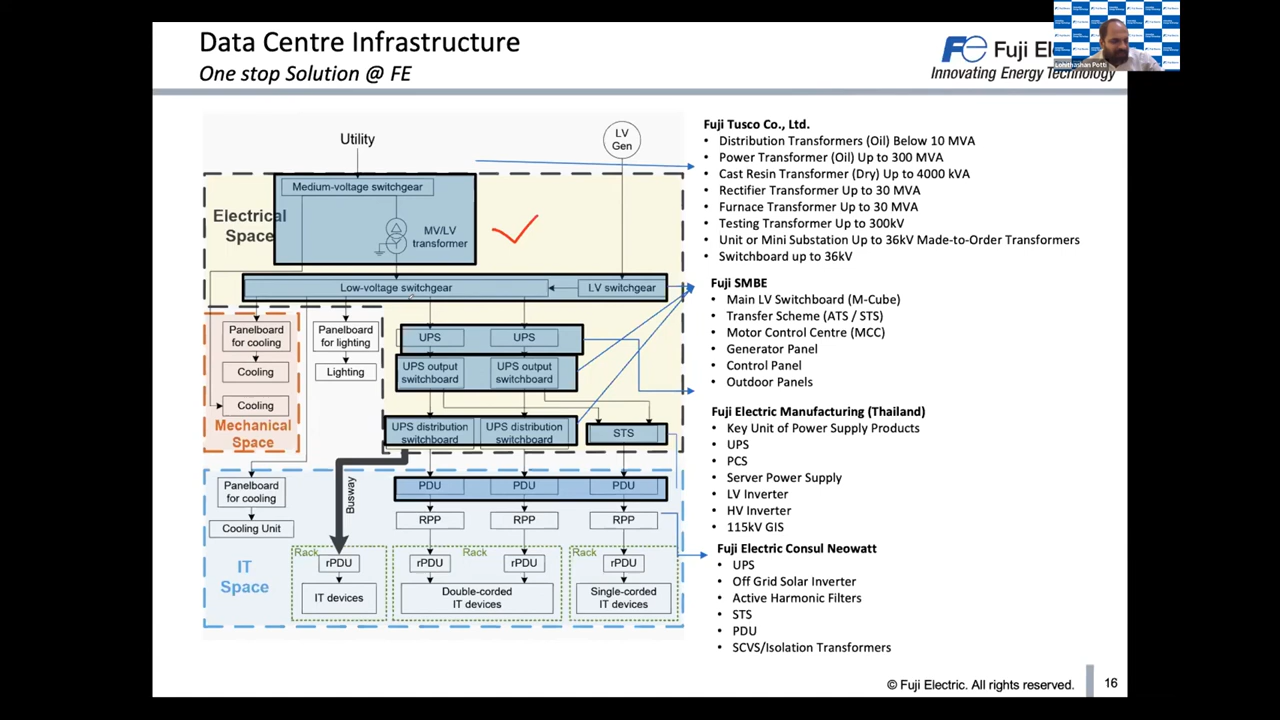 Data Centre Infrastructure
One stop Solution @ FE
Fuji El
Innovating Energy Technology
Lohithashan Potti
Utility
LV
Gen
Medium-voltage switchgear
Electrical
Space
MV/LV
transformer
Low-voltage switchgear
LV switchgear
Panelboard
for cooling
Panelboard
for lighting
UPS
UPS
Cooling
Lighting
UPS output
switchboard
UPS output
switchboard
Cooling
Mechanical
Space
UPS distribution
switchboard
UPS distribution
switchboard
STS
Panelboard
for cooling
Busway
PDU
PDU
PDU
Cooling Unit
RPP
RPP
RPP
IT
Space
Rack
Rack
Rack
rPDU
rPDU
rPDU
rPDU
IT devices
Double-corded
IT devices
Single-corded
IT devices
Fuji Tusco Co., Ltd.
• Distribution Transformers (Oil) Below 10 MVA
• Power Transformer (Oil) Up to 300 MVA
• Cast Resin Transformer (Dry) Up to 4000 kVA
• Rectifier Transformer Up to 30 MVA
• Furnace Transformer Up to 30 MVA
• Testing Transformer Up to 300kV
• Unit or Mini Substation Up to 36kV Made-to-Order Transformers
• Switchboard up to 36kV
Fuji SMBE
• Main LV Switchboard (M-Cube)
• Transfer Scheme (ATS / STS)
• Motor Control Centre (MCC)
• Generator Panel
• Control Panel
• Outdoor Panels
Fuji Electric Manufacturing (Thailand)
• Key Unit of Power Supply Products
• UPS
• PCS
• Server Power Supply
• LV Inverter
• HV Inverter
• 115kV GIS
Fuji Electric Consul Neowatt
• UPS
• Off Grid Solar Inverter
• Active Harmonic Filters
• STS
• PDU
• SCVS/Isolation Transformers
© Fuji Electric. All rights reserved.
16